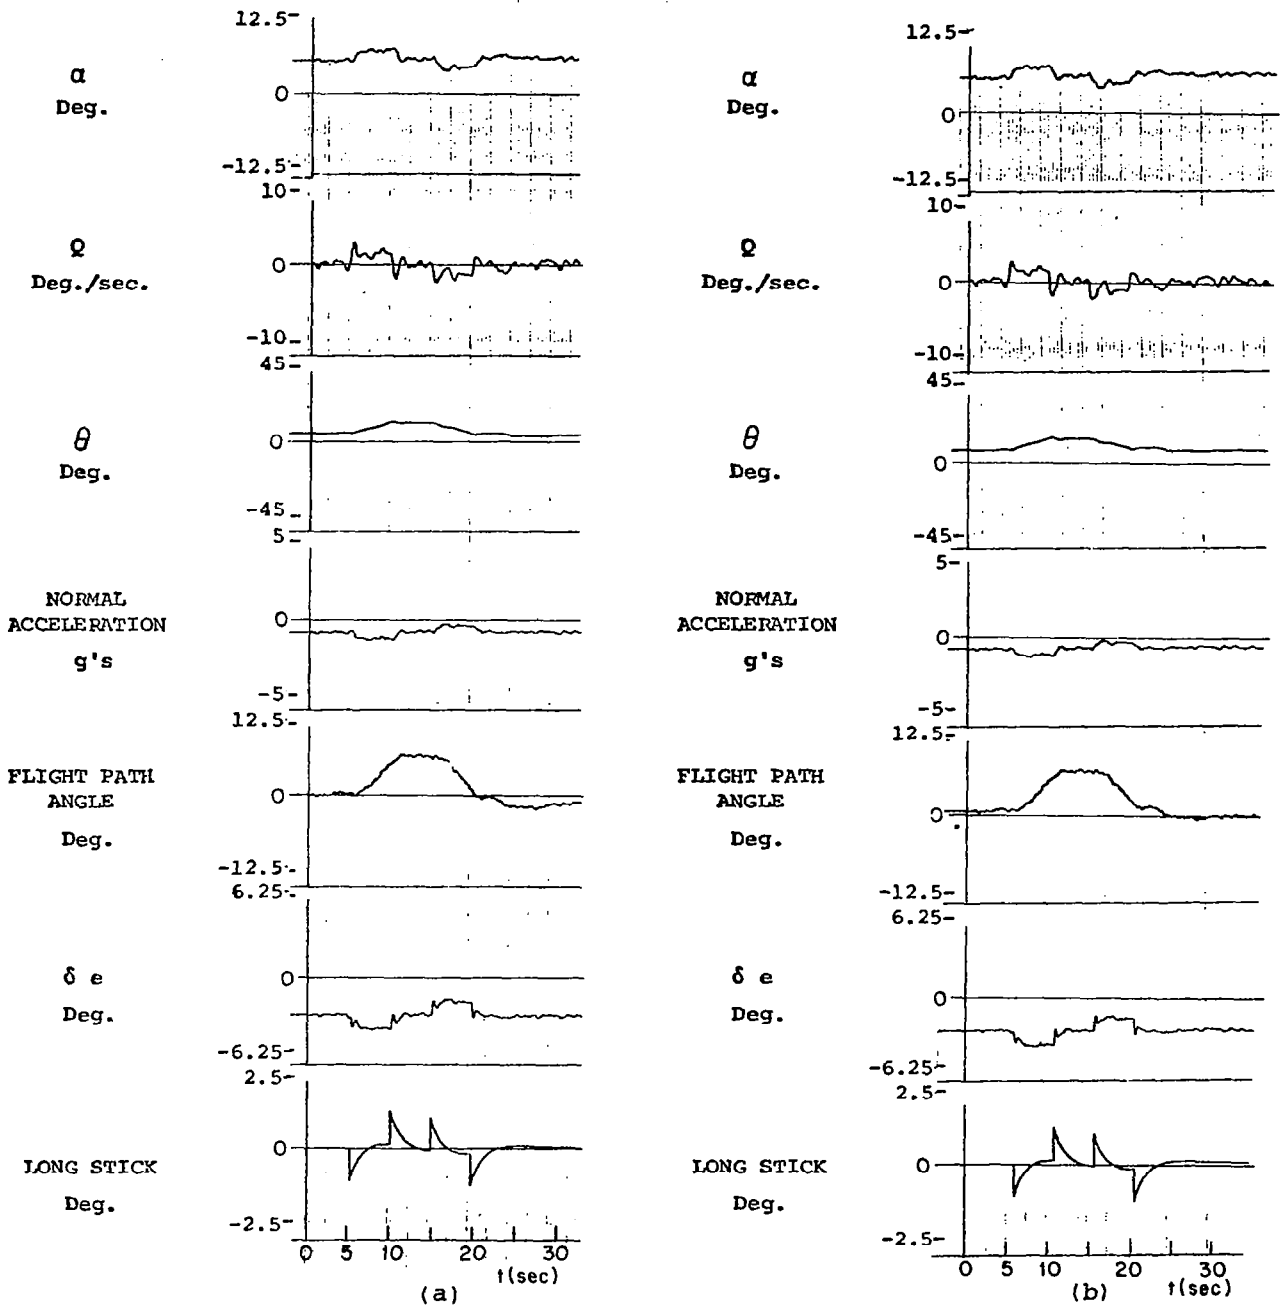 12.5
α
Deg.
0
-12.5
10
Q
Deg./sec.
0
-10
45
θ
Deg.
0
-45
5
NORMAL
ACCELERATION
g's
0
-5
12.5
FLIGHT PATH
ANGLE
Deg.
0
-12.5
6.25
δ e
Deg.
0
-6.25
2.5
LONG STICK
Deg.
0
-2.5
0 5 10 20 30
t(sec)
(a)
12.5
α
Deg.
0
-12.5
10
Q
Deg./sec.
0
-10
45
θ
Deg.
0
-45
5
NORMAL
ACCELERATION
g's
0
-5
12.5
FLIGHT PATH
ANGLE
Deg.
0
-12.5
6.25
δ e
Deg.
0
-6.25
2.5
LONG STICK
Deg.
0
-2.5
0 5 10 20 30
t(sec)
(b)